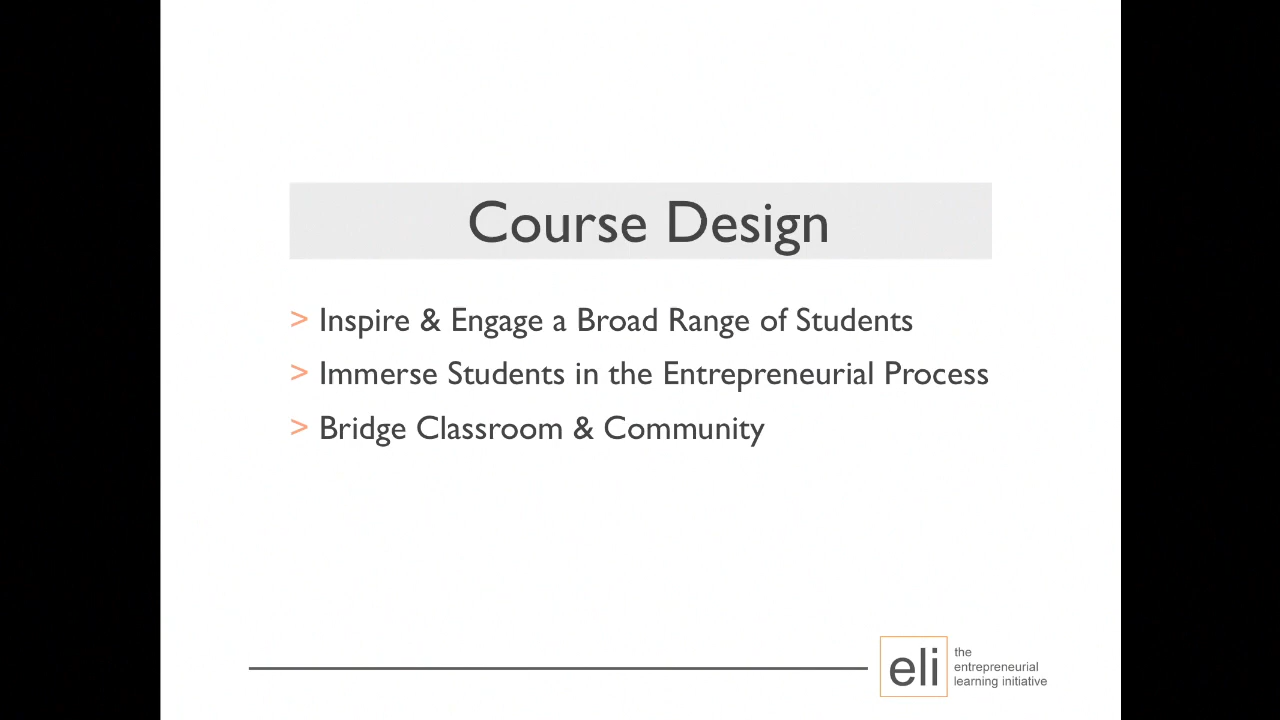 Course Design
> Inspire & Engage a Broad Range of Students
> Immerse Students in the Entrepreneurial Process
> Bridge Classroom & Community
eli
the
entrepreneurial
learning initiative